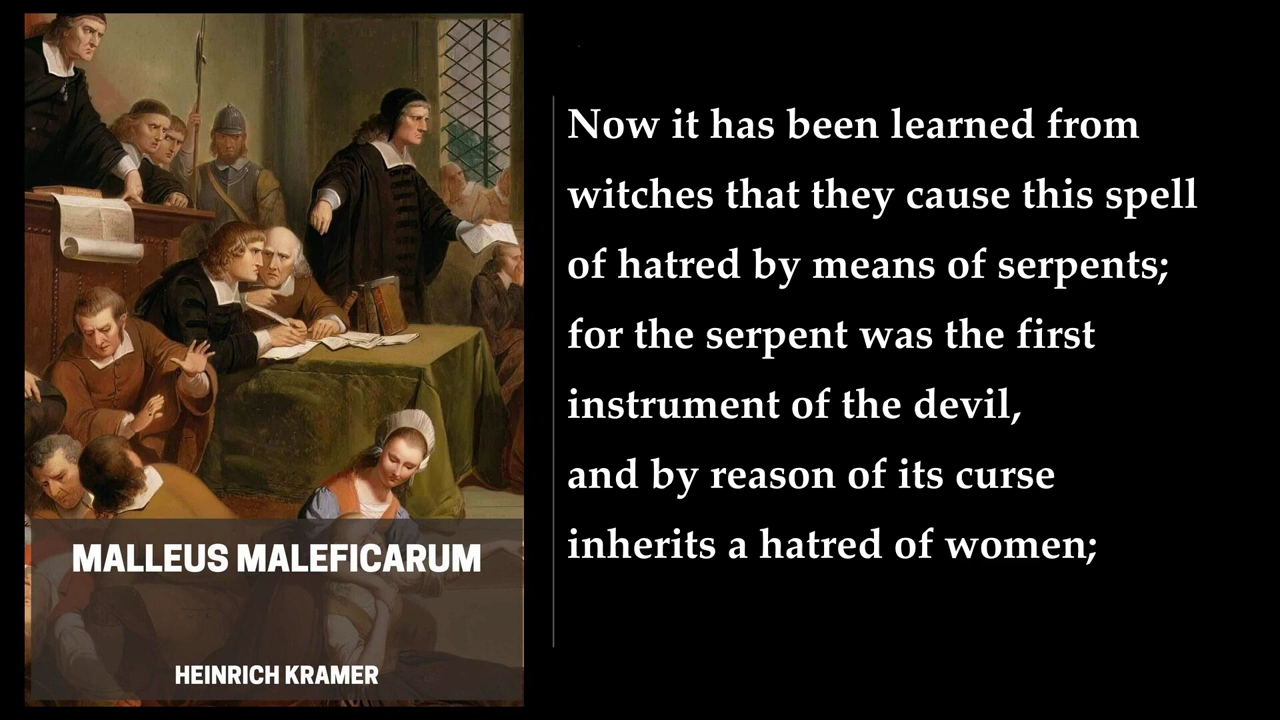 MALLEUS MALEFICARUM
HEINRICH KRAMER
Now it has been learned from
witches that they cause this spell
of hatred by means of serpents;
for the serpent was the first
instrument of the devil,
and by reason of its curse
inherits a hatred of women;